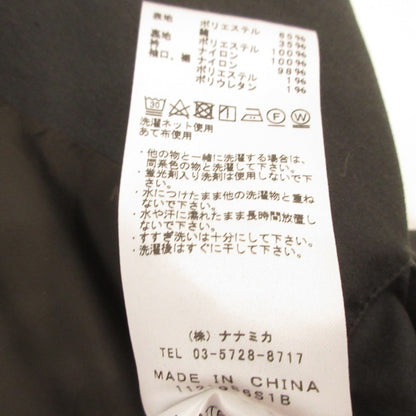 表地 ポリエステル 65%
綿 35%
裏地 ポリエステル 100%
衿 ナイロン 100%
袖口、裾 ナイロン 98%
ポリエステル 1%
ポリウレタン 1%
30 F W
洗濯ネット使用
あて布使用
・他の物と一緒に洗濯する場合は、
同系色の物と洗濯して下さい。
・蛍光剤入り洗剤は使用しないで下
さい。
・水につけたまま他の洗濯物と重ね
ないで下さい。
・水や汗に濡れたまま長時間放置し
ないで下さい。
・すすぎ洗いは十分にして下さい。
・洗濯後はすぐに干して下さい。
(株) ナナミカ
TEL 03-5728-8717
MADE IN CHINA